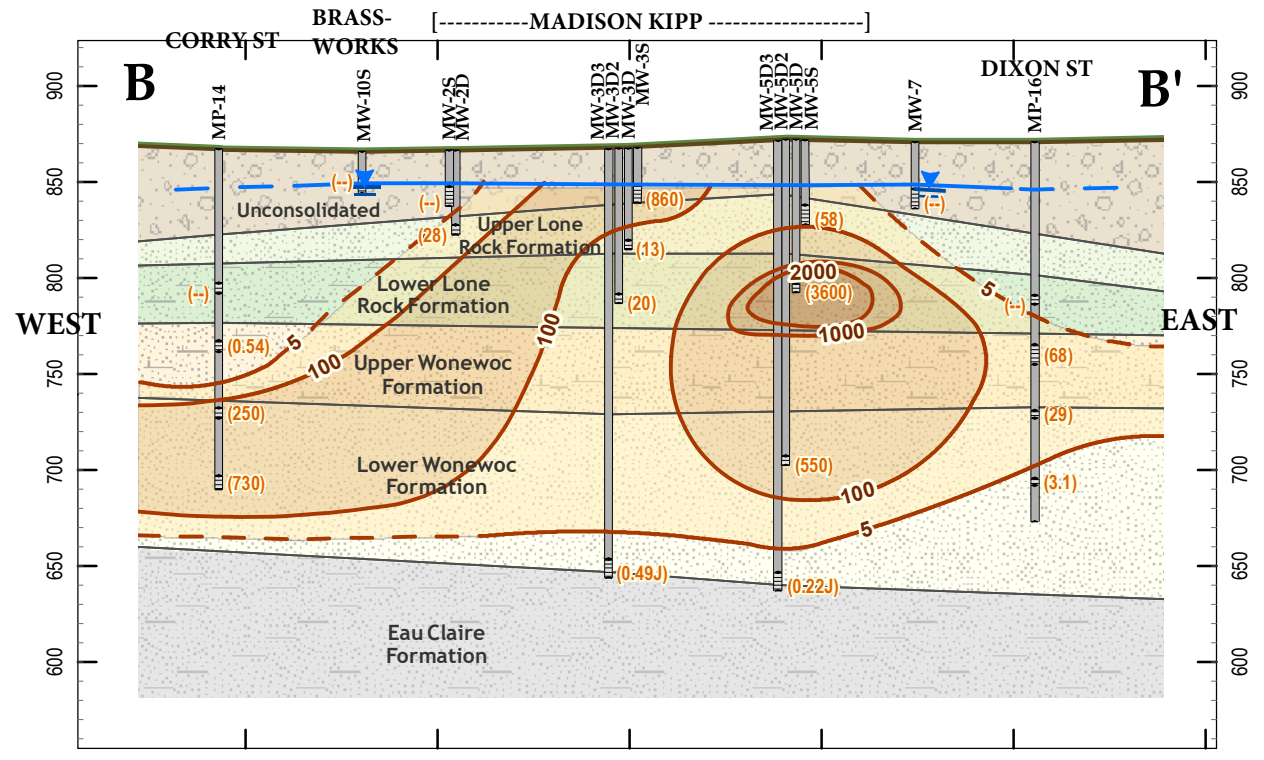 BRASS-
WORKS
[-----------MADISON KIPP ------------------]
CORRY ST
DIXON ST
B
B'
WEST
EAST
MP-14
MW-10S
MW-2S
MW-2D
MW-3D3
MW-3D2
MW-3D
MW-3S
MW-5D3
MW-5D2
MW-5D
MW-5S
MW-7
MP-16
900
850
800
750
700
650
600
900
850
800
750
700
650
600
Unconsolidated
Upper Lone
Rock Formation
Lower Lone
Rock Formation
Upper Wonewoc
Formation
Lower Wonewoc
Formation
Eau Claire
Formation
(--)
(--)
(28)
(860)
(13)
(20)
(58)
(--)
(--)
(0.54)
(250)
(730)
(3600)
(550)
(--)
(68)
(29)
(3.1)
(0.49J)
(0.22J)
5
100
100
2000
1000
100
5
5